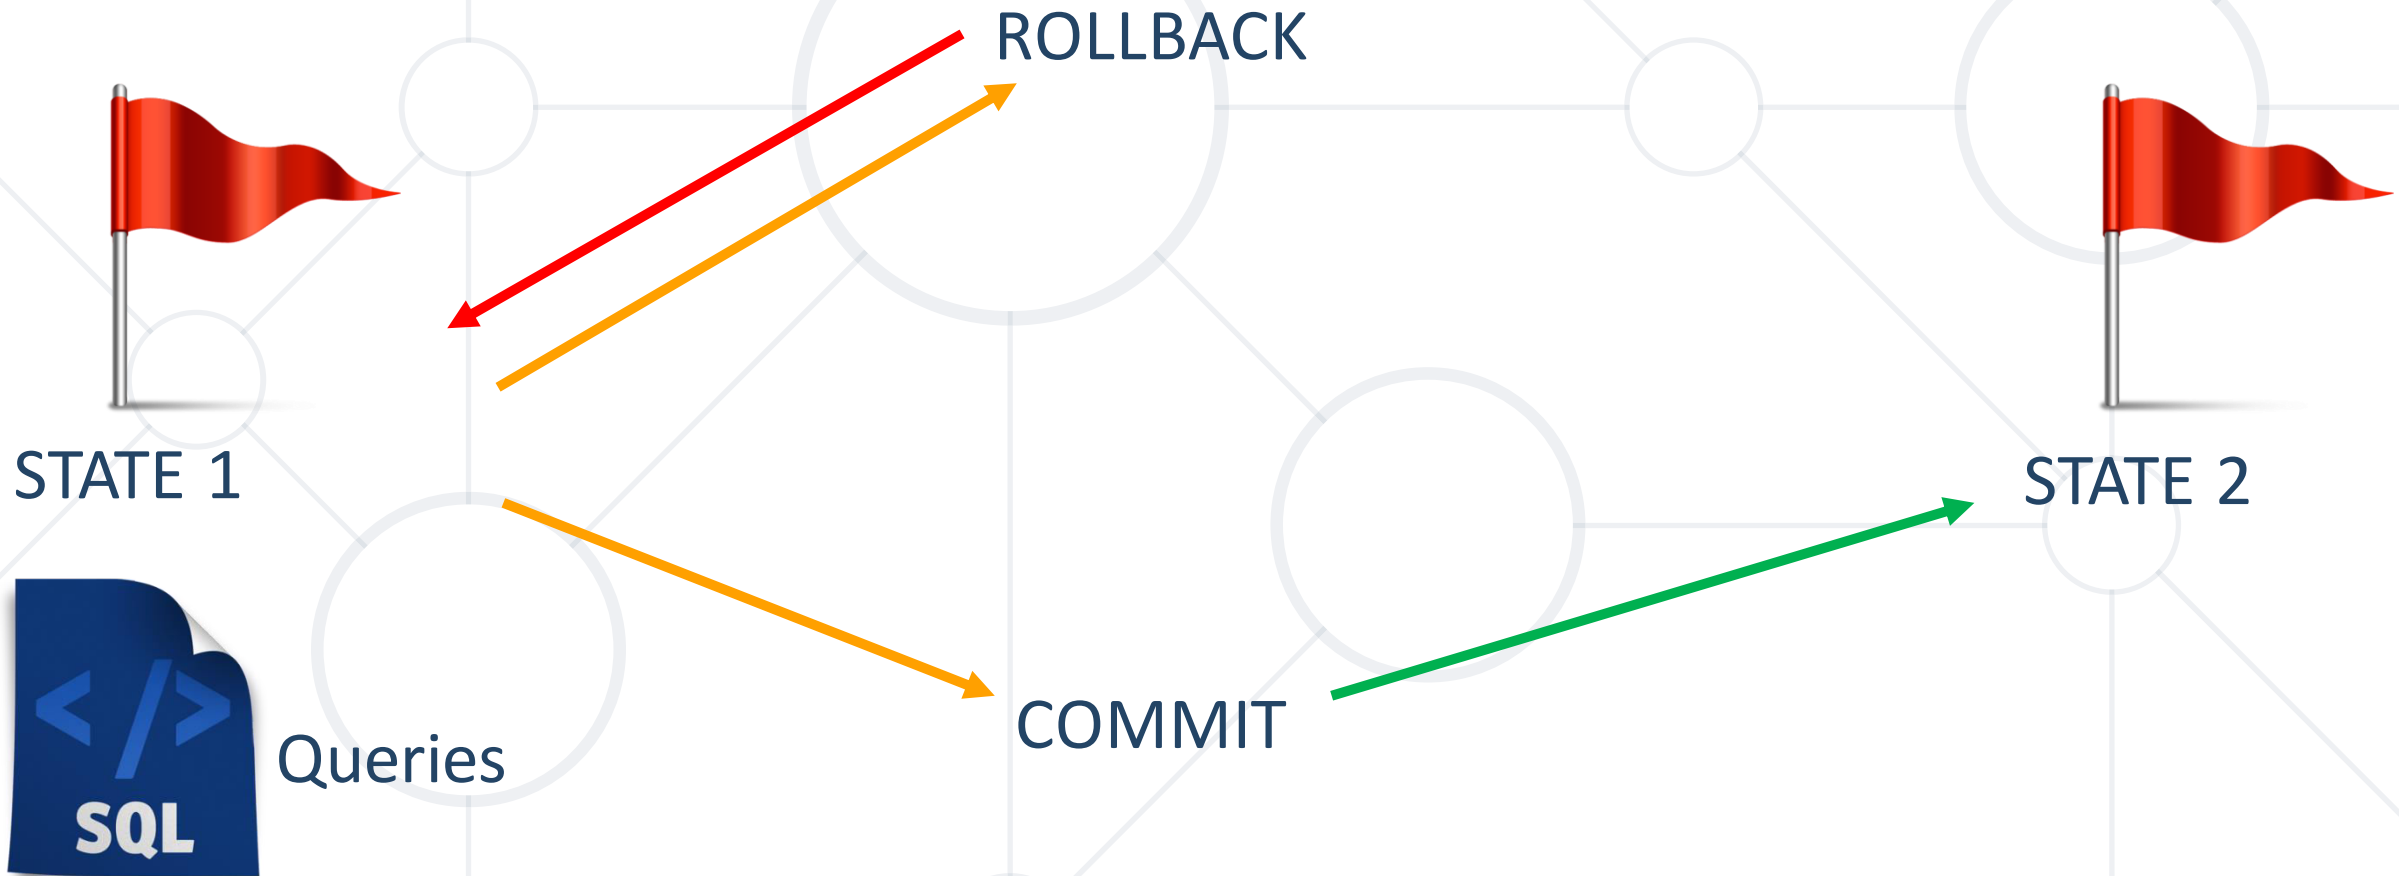 ROLLBACK
STATE 1
STATE 2
</>
SQL
Queries
COMMIT